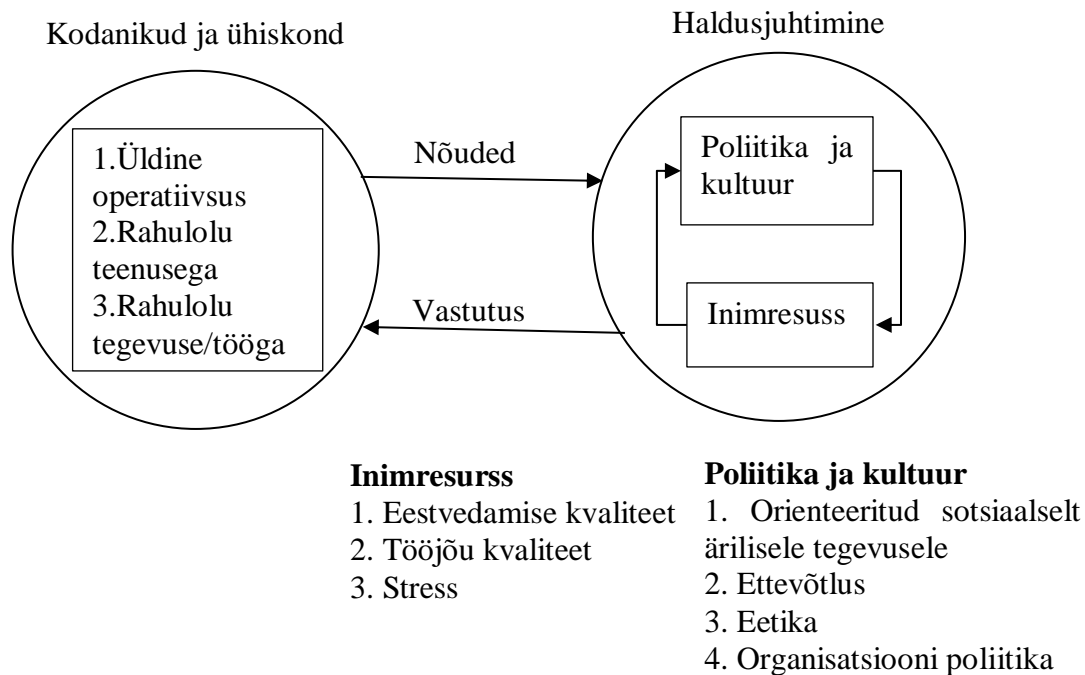 Kodanikud ja ühiskond
Haldusjuhtimine
1.Üldine
operatiivsus
2.Rahulolu
teenusega
3.Rahulolu
tegevuse/tööga
Nõuded
Vastutus
Poliitika ja
kultuur
Inimresuss
Inimresurss
1. Eestvedamise kvaliteet
2. Tööjõu kvaliteet
3. Stress
Poliitika ja kultuur
1. Orienteeritud sotsiaalselt
ärilisele tegevusele
2. Ettevõtlus
3. Eetika
4. Organisatsiooni poliitika